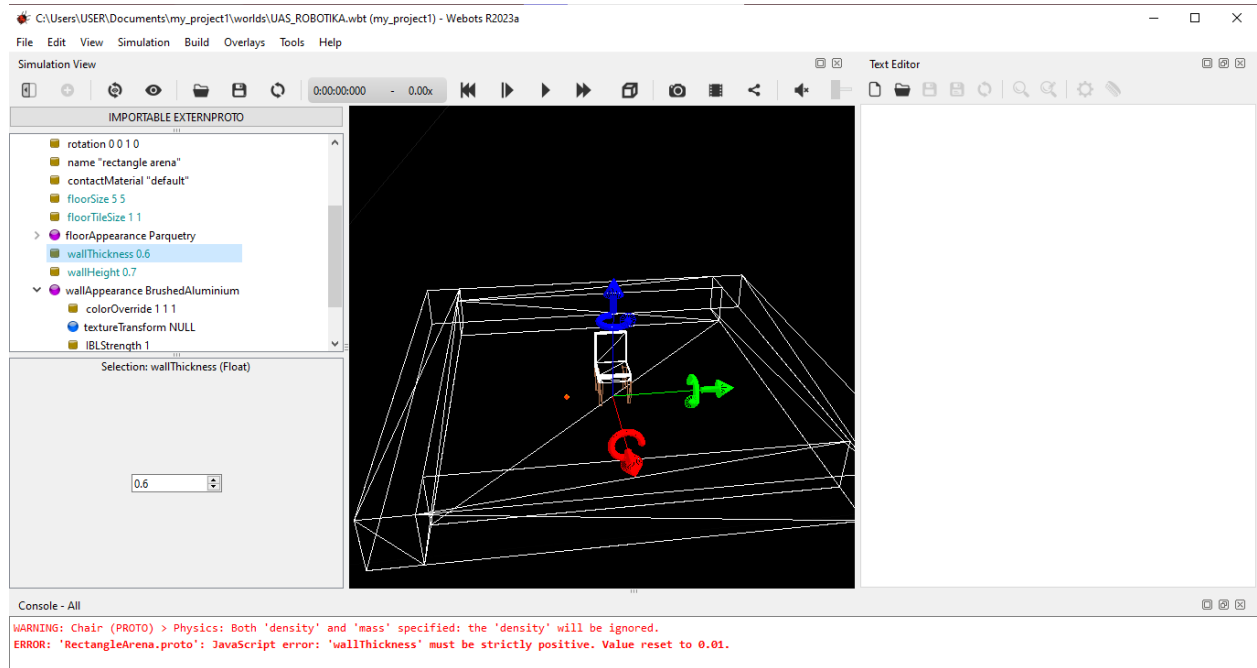 C:\Users\USER\Documents\my_project1\worlds\UAS_ROBOTIKA.wbt (my_project1) - Webots R2023a
File Edit View Simulation Build Overlays Tools Help
Simulation View
Text Editor
0:00:00:000 - 0.00x
IMPORTABLE EXTERNPROTO
rotation 0 0 1 0
name "rectangle arena"
contactMaterial "default"
floorSize 5 5
floorTileSize 1 1
floorAppearance Parquetry
wallThickness 0.6
wallHeight 0.7
wallAppearance BrushedAluminium
colorOverride 1 1 1
textureTransform NULL
IBLStrength 1
Selection: wallThickness (Float)
0.6
Console - All
WARNING: Chair (PROTO) > Physics: Both 'density' and 'mass' specified: the 'density' will be ignored.
ERROR: 'RectangleArena.proto': JavaScript error: 'wallThickness' must be strictly positive. Value reset to 0.01.